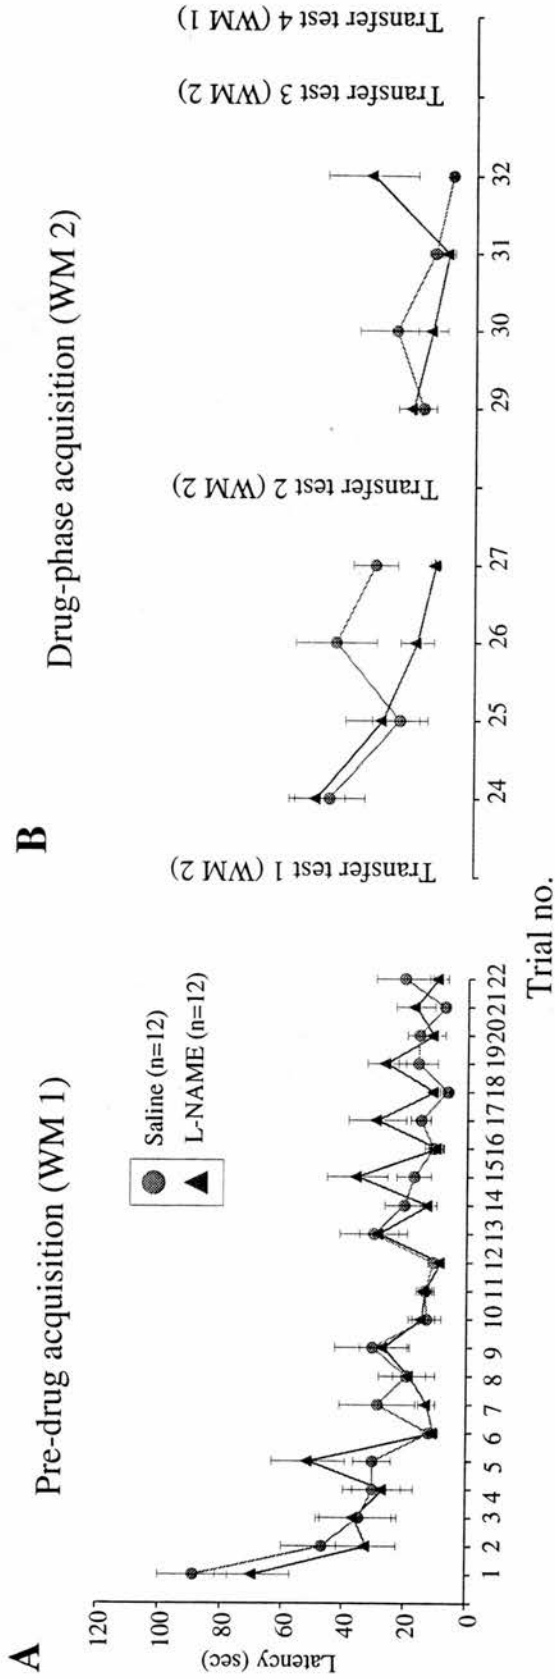 A
Pre-drug acquisition (WM 1)
Saline (n=12)
L-NAME (n=12)
Latency (sec)
120
100
80
60
40
20
0
1 2 3 4 5 6 7 8 9 10 11 12 13 14 15 16 17 18 19 20 21 22
B
Drug-phase acquisition (WM 2)
Transfer test 1 (WM 2)
24 25 26 27
Transfer test 2 (WM 2)
29 30 31 32
Transfer test 3 (WM 2)
Transfer test 4 (WM 1)
Trial no.